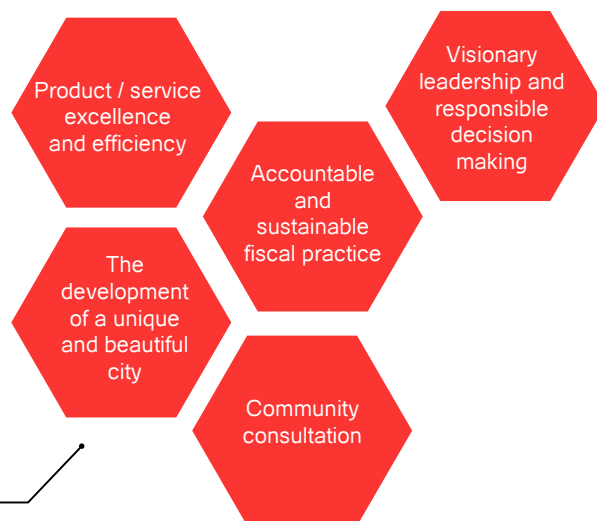 Product / service
excellence
and efficiency
Visionary
leadership and
responsible
decision
making
Accountable
and
sustainable
fiscal practice
The
development
of a unique
and beautiful
city
Community
consultation